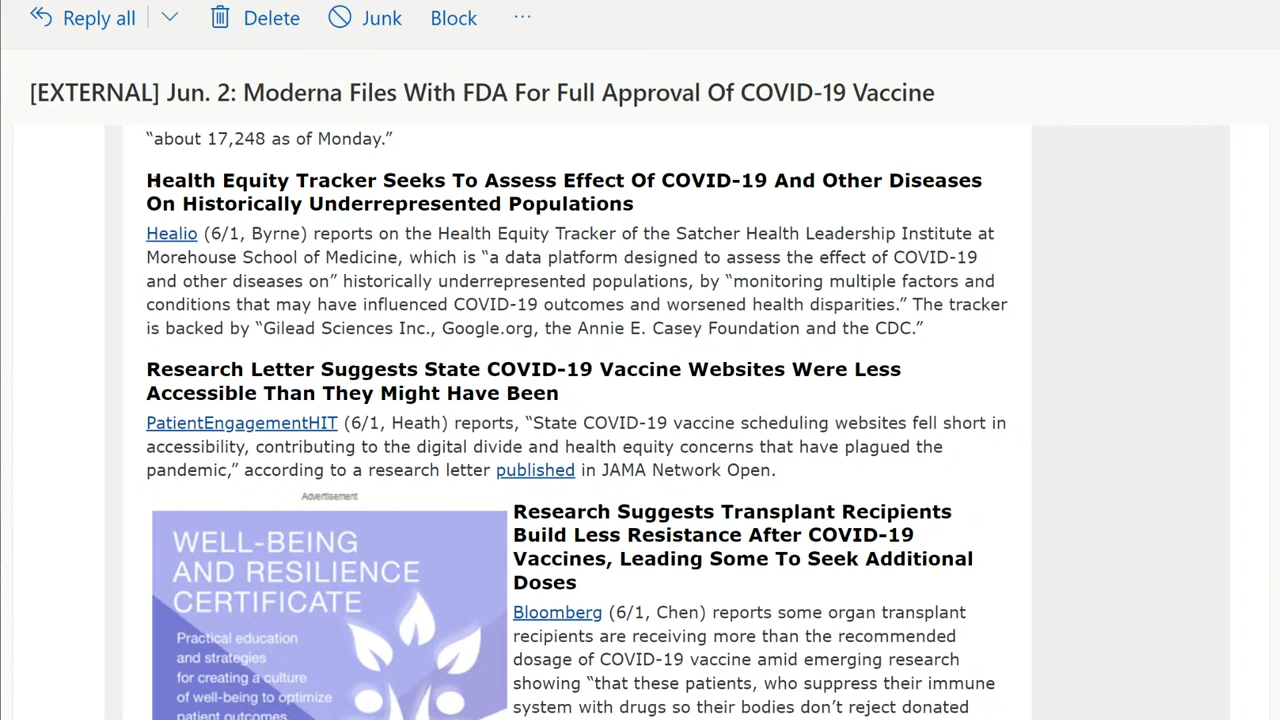 Reply all
Delete
Junk
Block
[EXTERNAL] Jun. 2: Moderna Files With FDA For Full Approval Of COVID-19 Vaccine
“about 17,248 as of Monday.”
Health Equity Tracker Seeks To Assess Effect Of COVID-19 And Other Diseases
On Historically Underrepresented Populations
Healio (6/1, Byrne) reports on the Health Equity Tracker of the Satcher Health Leadership Institute at
Morehouse School of Medicine, which is “a data platform designed to assess the effect of COVID-19
and other diseases on” historically underrepresented populations, by “monitoring multiple factors and
conditions that may have influenced COVID-19 outcomes and worsened health disparities.” The tracker
is backed by “Gilead Sciences Inc., Google.org, the Annie E. Casey Foundation and the CDC.”
Research Letter Suggests State COVID-19 Vaccine Websites Were Less
Accessible Than They Might Have Been
PatientEngagementHIT (6/1, Heath) reports, “State COVID-19 vaccine scheduling websites fell short in
accessibility, contributing to the digital divide and health equity concerns that have plagued the
pandemic,” according to a research letter published in JAMA Network Open.
Advertisement
WELL-BEING
AND RESILIENCE
CERTIFICATE
Practical education
and strategies
for creating a culture
of well-being to optimize
patient outcomes
Research Suggests Transplant Recipients
Build Less Resistance After COVID-19
Vaccines, Leading Some To Seek Additional
Doses
Bloomberg (6/1, Chen) reports some organ transplant
recipients are receiving more than the recommended
dosage of COVID-19 vaccine amid emerging research
showing “that these patients, who suppress their immune
system with drugs so their bodies don’t reject donated